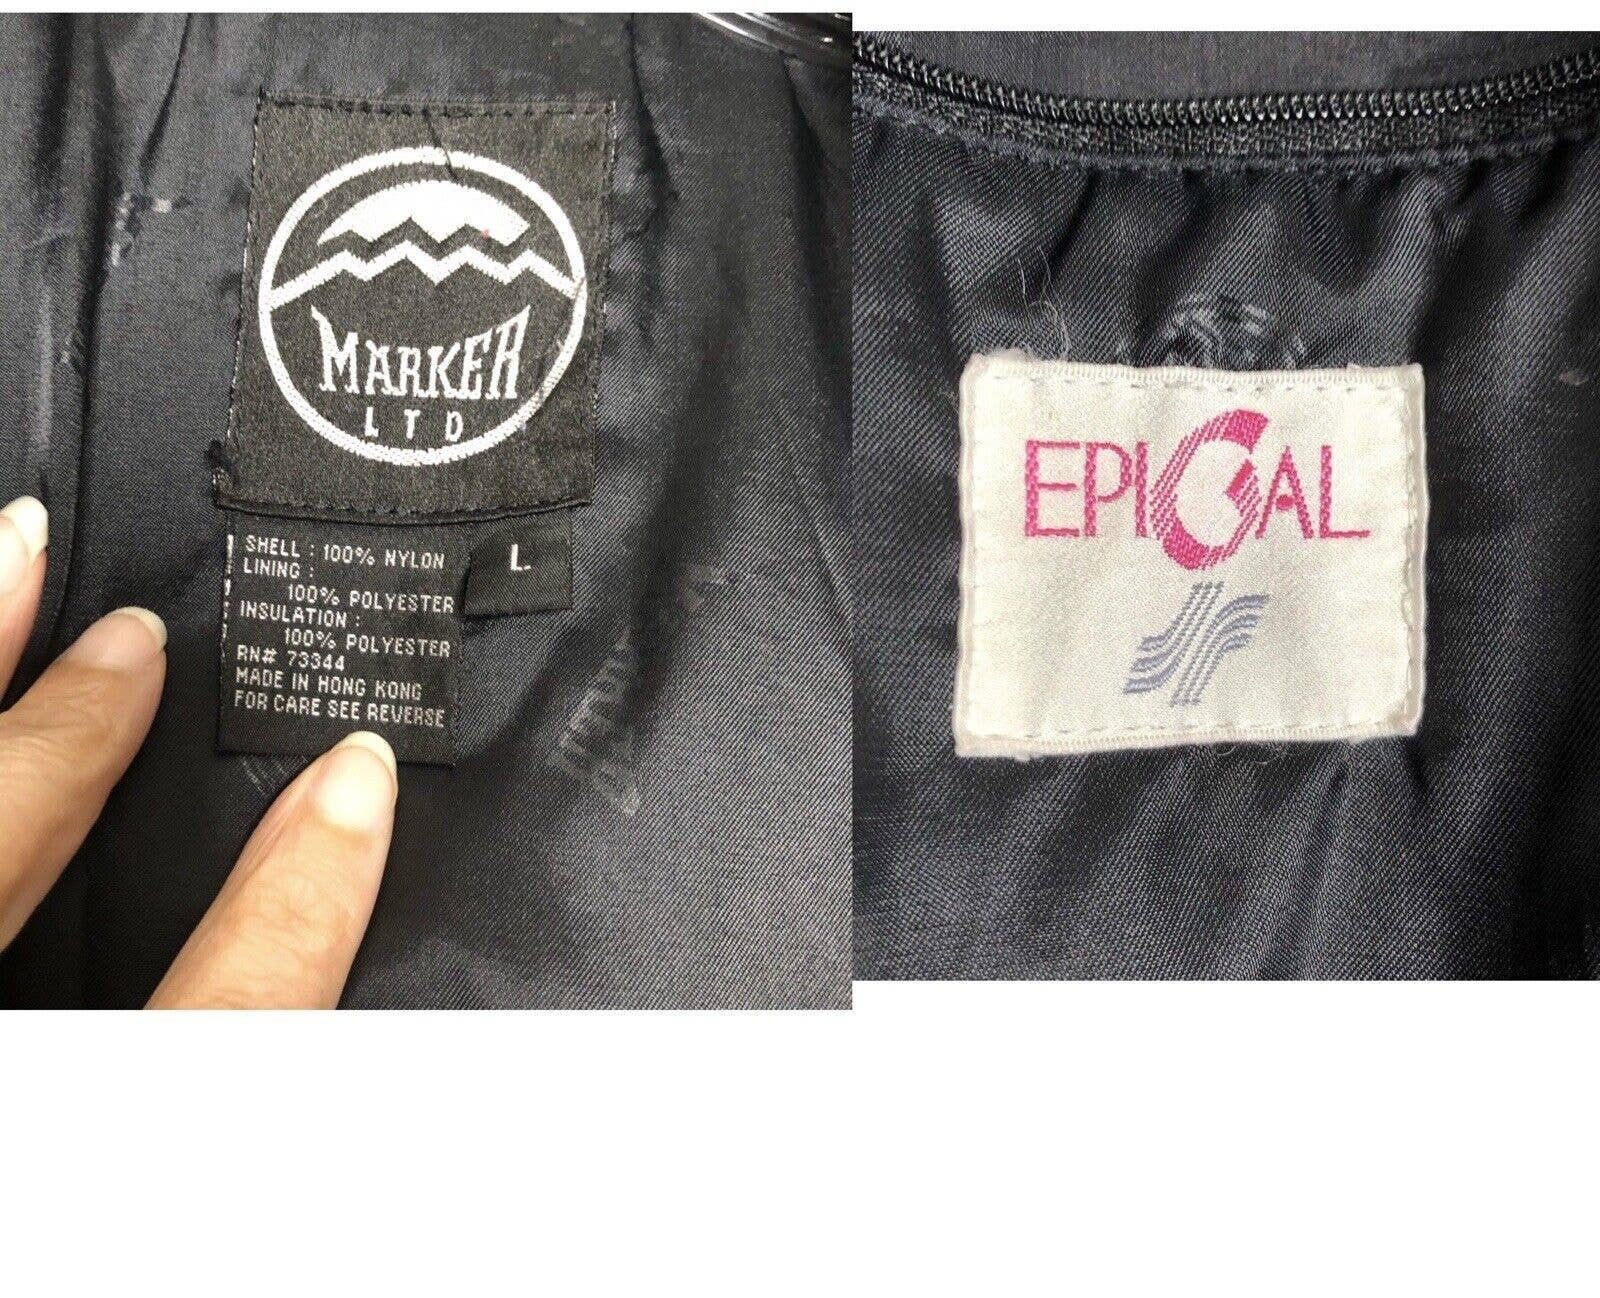 MARKER
LTD
L
SHELL : 100% NYLON
LINING :
100% POLYESTER
INSULATION :
100% POLYESTER
RN# 73344
MADE IN HONG KONG
FOR CARE SEE REVERSE
EPICAL